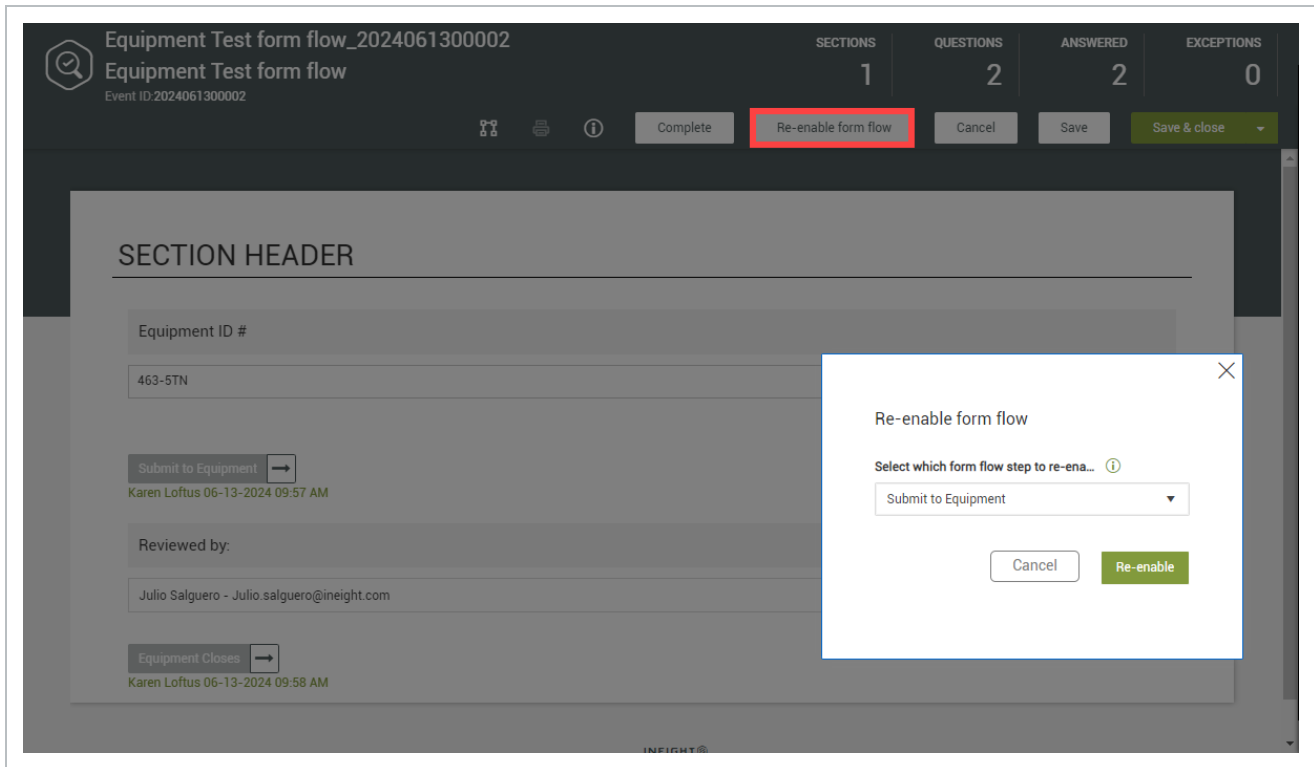 Equipment Test form flow_2024061300002
Equipment Test form flow
Event ID:2024061300002
SECTIONS QUESTIONS ANSWERED EXCEPTIONS
1 2 2 0
Complete Re-enable form flow Cancel Save Save & close
SECTION HEADER
Equipment ID #
463-5TN
Submit to Equipment
Karen Loftus 06-13-2024 09:57 AM
Reviewed by:
Julio Salguero - Julio.salguero@ineight.com
Equipment Closes
Karen Loftus 06-13-2024 09:58 AM
Re-enable form flow
Select which form flow step to re-ena...
Submit to Equipment
Cancel Re-enable
INEIGHT